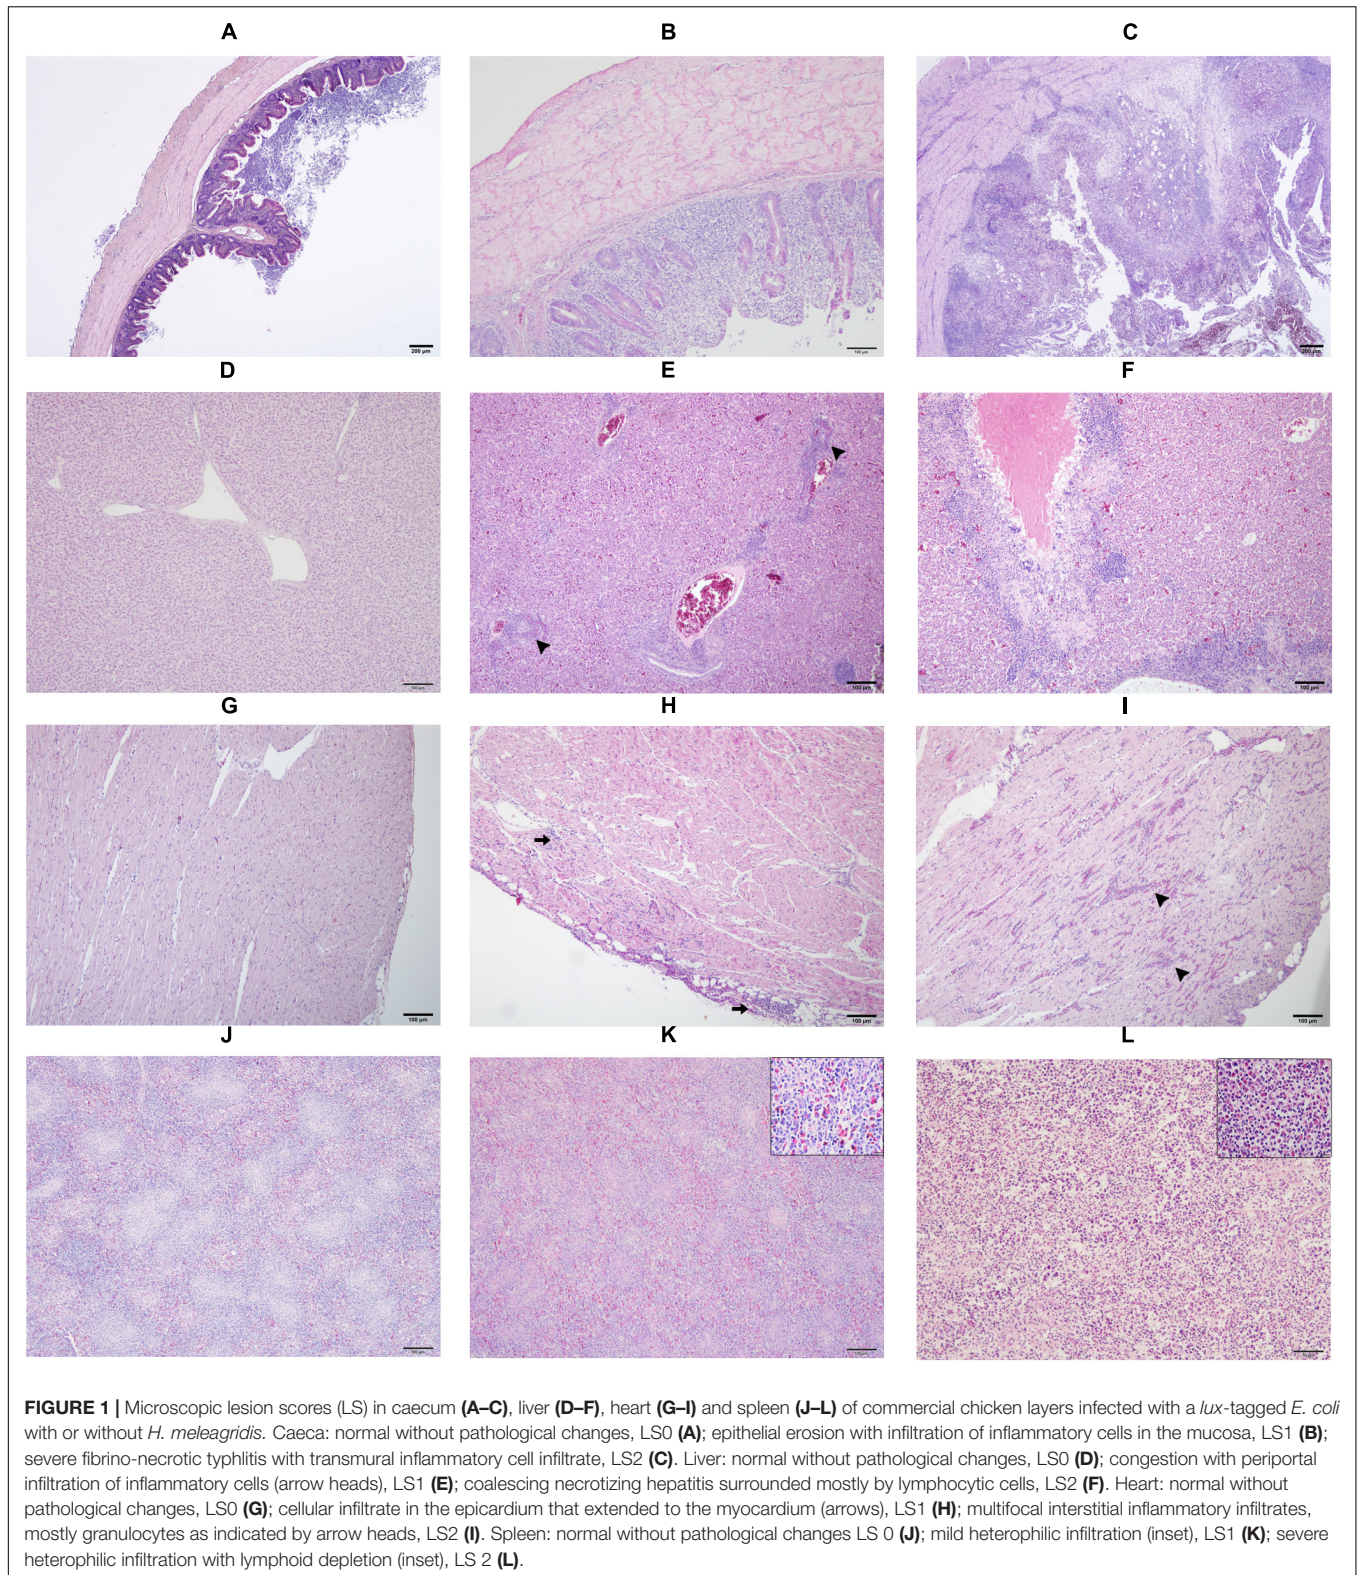 A
B
C
200 µm
100 µm
200 µm
D
E
F
100 µm
100 µm
100 µm
G
H
I
100 µm
100 µm
100 µm
J
K
L
100 µm
FIGURE 1 | Microscopic lesion scores (LS) in caecum (A–C), liver (D–F), heart (G–I) and spleen (J–L) of commercial chicken layers infected with a lux-tagged E. coli
with or without H. meleagridis. Caeca: normal without pathological changes, LS0 (A); epithelial erosion with infiltration of inflammatory cells in the mucosa, LS1 (B);
severe fibrino-necrotic typhlitis with transmural inflammatory cell infiltrate, LS2 (C). Liver: normal without pathological changes, LS0 (D); congestion with periportal
infiltration of inflammatory cells (arrow heads), LS1 (E); coalescing necrotizing hepatitis surrounded mostly by lymphocytic cells, LS2 (F). Heart: normal without
pathological changes, LS0 (G); cellular infiltrate in the epicardium that extended to the myocardium (arrows), LS1 (H); multifocal interstitial inflammatory infiltrates,
mostly granulocytes as indicated by arrow heads, LS2 (I). Spleen: normal without pathological changes LS 0 (J); mild heterophilic infiltration (inset), LS1 (K); severe
heterophilic infiltration with lymphoid depletion (inset), LS 2 (L).